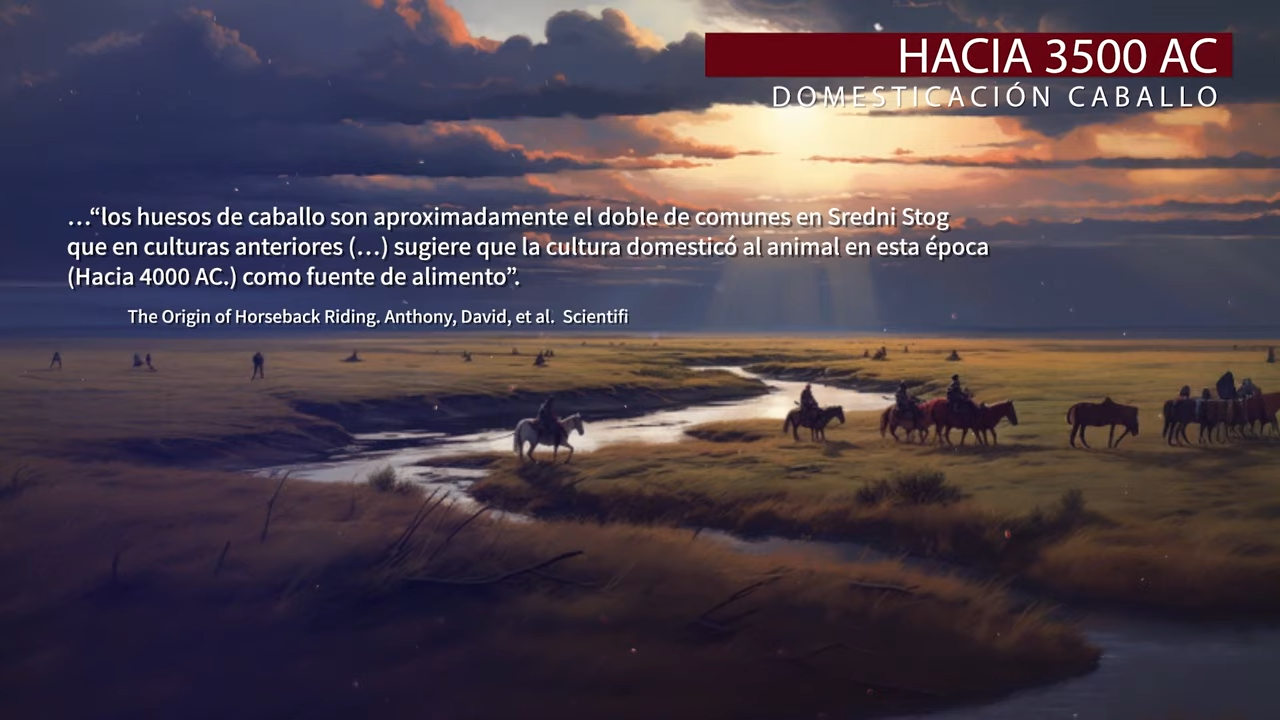 HACIA 3500 AC
DOMESTICACIÓN CABALLO
…“los huesos de caballo son aproximadamente el doble de comunes en Sredni Stog
que en culturas anteriores (…) sugiere que la cultura domesticó al animal en esta época
(Hacia 4000 AC.) como fuente de alimento”.
The Origin of Horseback Riding. Anthony, David, et al. Scientifi